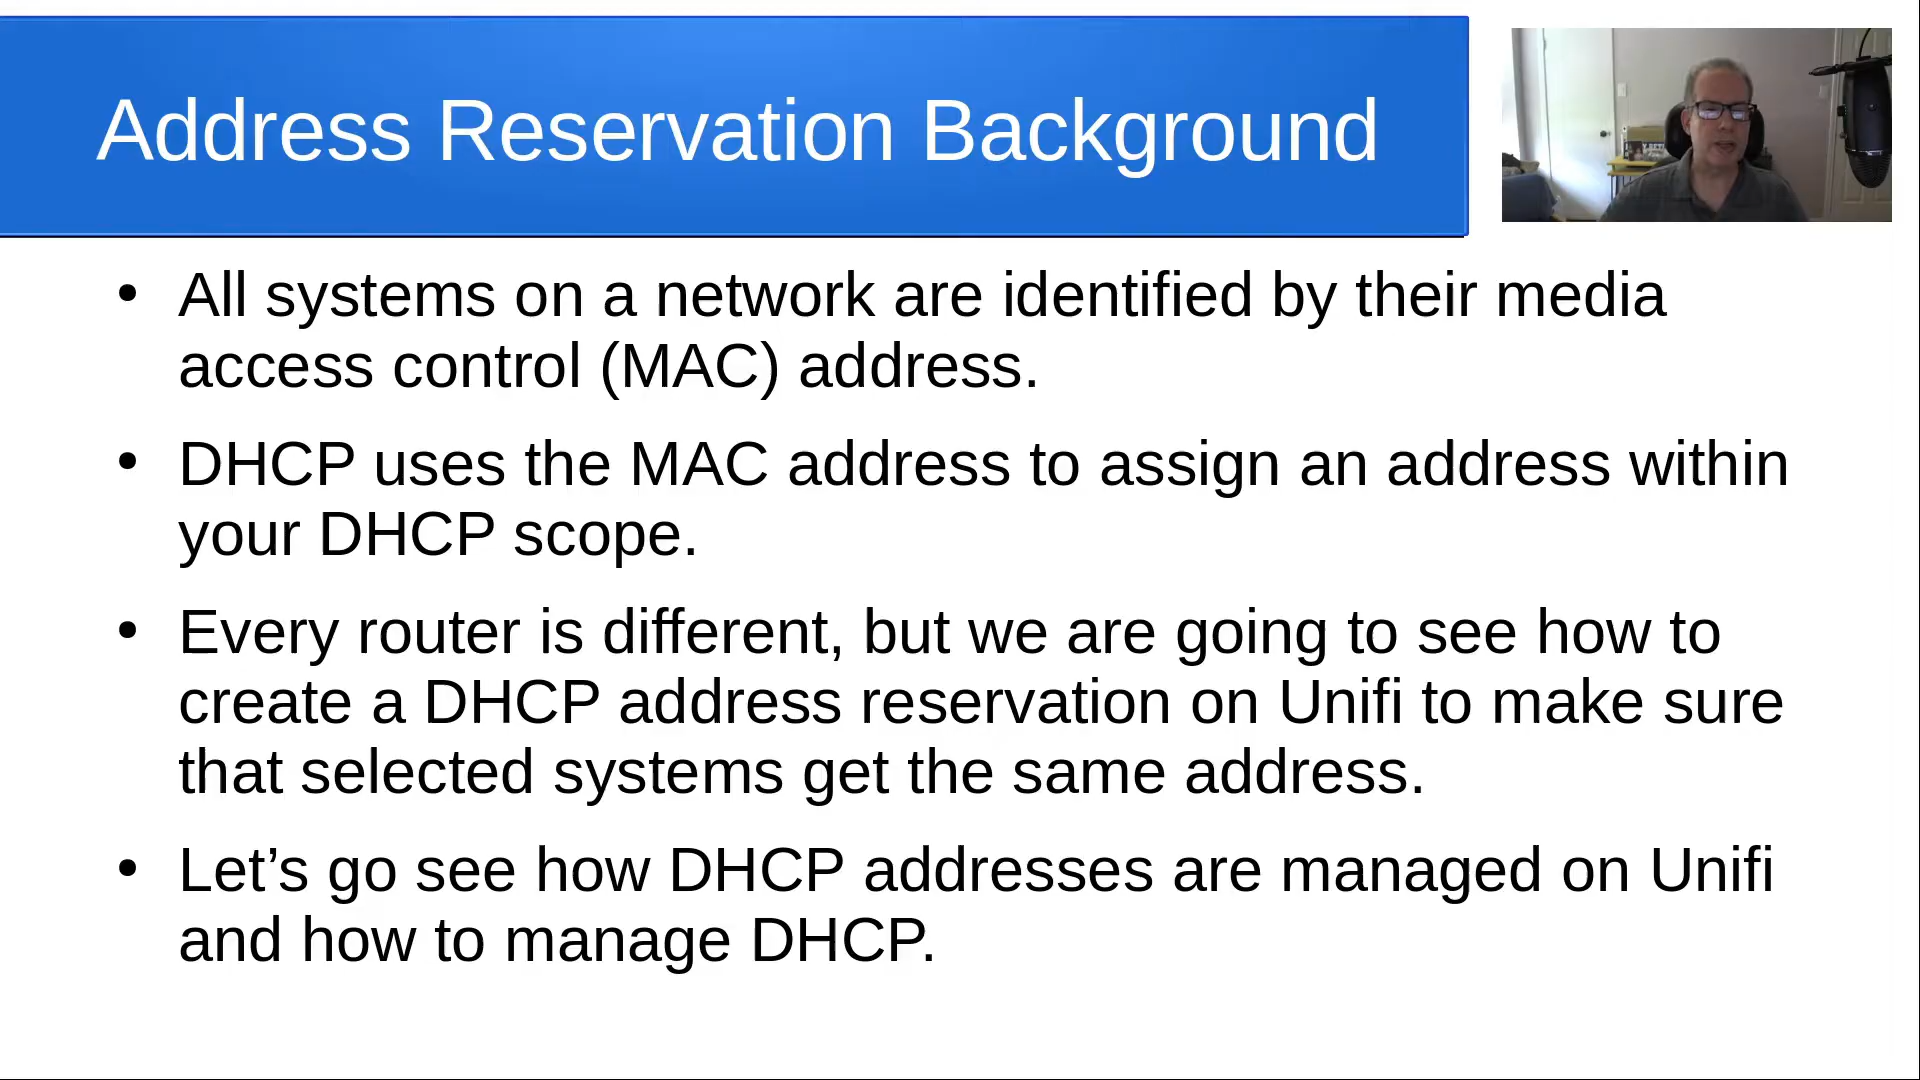 Address Reservation Background
• All systems on a network are identified by their media
access control (MAC) address.
• DHCP uses the MAC address to assign an address within
your DHCP scope.
• Every router is different, but we are going to see how to
create a DHCP address reservation on Unifi to make sure
that selected systems get the same address.
• Let’s go see how DHCP addresses are managed on Unifi
and how to manage DHCP.